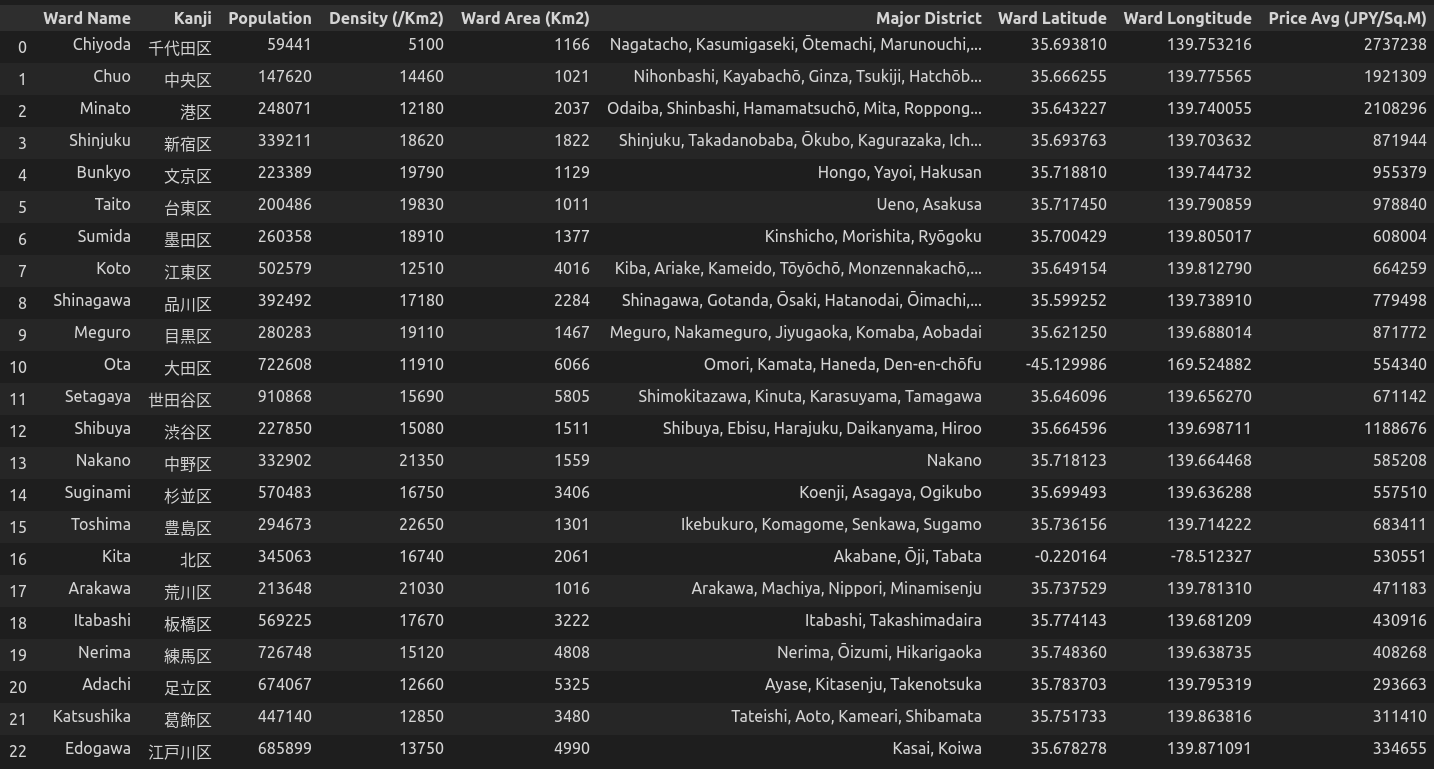 Ward Name Kanji Population Density (/Km2) Ward Area (Km2) Major District Ward Latitude Ward Longtitude Price Avg (JPY/Sq.M)
0 Chiyoda 千代田区 59441 5100 1166 Nagatacho, Kasumigaseki, Ōtemachi, Marunouchi,... 35.693810 139.753216 2737238
1 Chuo 中央区 147620 14460 1021 Nihonbashi, Kayabachō, Ginza, Tsukiji, Hatchōb... 35.666255 139.775565 1921309
2 Minato 港区 248071 12180 2037 Odaiba, Shinbashi, Hamamatsuchō, Mita, Roppong... 35.643227 139.740055 2108296
3 Shinjuku 新宿区 339211 18620 1822 Shinjuku, Takadanobaba, Ōkubo, Kagurazaka, Ich... 35.693763 139.703632 871944
4 Bunkyo 文京区 223389 19790 1129 Hongo, Yayoi, Hakusan 35.718810 139.744732 955379
5 Taito 台東区 200486 19830 1011 Ueno, Asakusa 35.717450 139.790859 978840
6 Sumida 墨田区 260358 18910 1377 Kinshicho, Morishita, Ryōgoku 35.700429 139.805017 608004
7 Koto 江東区 502579 12510 4016 Kiba, Ariake, Kameido, Tōyōchō, Monzennakachō,... 35.649154 139.812790 664259
8 Shinagawa 品川区 392492 17180 2284 Shinagawa, Gotanda, Ōsaki, Hatanodai, Ōimachi,... 35.599252 139.738910 779498
9 Meguro 目黒区 280283 19110 1467 Meguro, Nakameguro, Jiyugaoka, Komaba, Aobadai 35.621250 139.688014 871772
10 Ota 大田区 722608 11910 6066 Omori, Kamata, Haneda, Den-en-chōfu -45.129986 169.524882 554340
11 Setagaya 世田谷区 910868 15690 5805 Shimokitazawa, Kinuta, Karasuyama, Tamagawa 35.646096 139.656270 671142
12 Shibuya 渋谷区 227850 15080 1511 Shibuya, Ebisu, Harajuku, Daikanyama, Hiroo 35.664596 139.698711 1188676
13 Nakano 中野区 332902 21350 1559 Nakano 35.718123 139.664468 585208
14 Suginami 杉並区 570483 16750 3406 Koenji, Asagaya, Ogikubo 35.699493 139.636288 557510
15 Toshima 豊島区 294673 22650 1301 Ikebukuro, Komagome, Senkawa, Sugamo 35.736156 139.714222 683411
16 Kita 北区 345063 16740 2061 Akabane, Ōji, Tabata -0.220164 -78.512327 530551
17 Arakawa 荒川区 213648 21030 1016 Arakawa, Machiya, Nippori, Minamisenju 35.737529 139.781310 471183
18 Itabashi 板橋区 569225 17670 3222 Itabashi, Takashimadaira 35.774143 139.681209 430916
19 Nerima 練馬区 726748 15120 4808 Nerima, Ōizumi, Hikarigaoka 35.748360 139.638735 408268
20 Adachi 足立区 674067 12660 5325 Ayase, Kitasenju, Takenotsuka 35.783703 139.795319 293663
21 Katsushika 葛飾区 447140 12850 3480 Tateishi, Aoto, Kameari, Shibamata 35.751733 139.863816 311410
22 Edogawa 江戸川区 685899 13750 4990 Kasai, Koiwa 35.678278 139.871091 334655